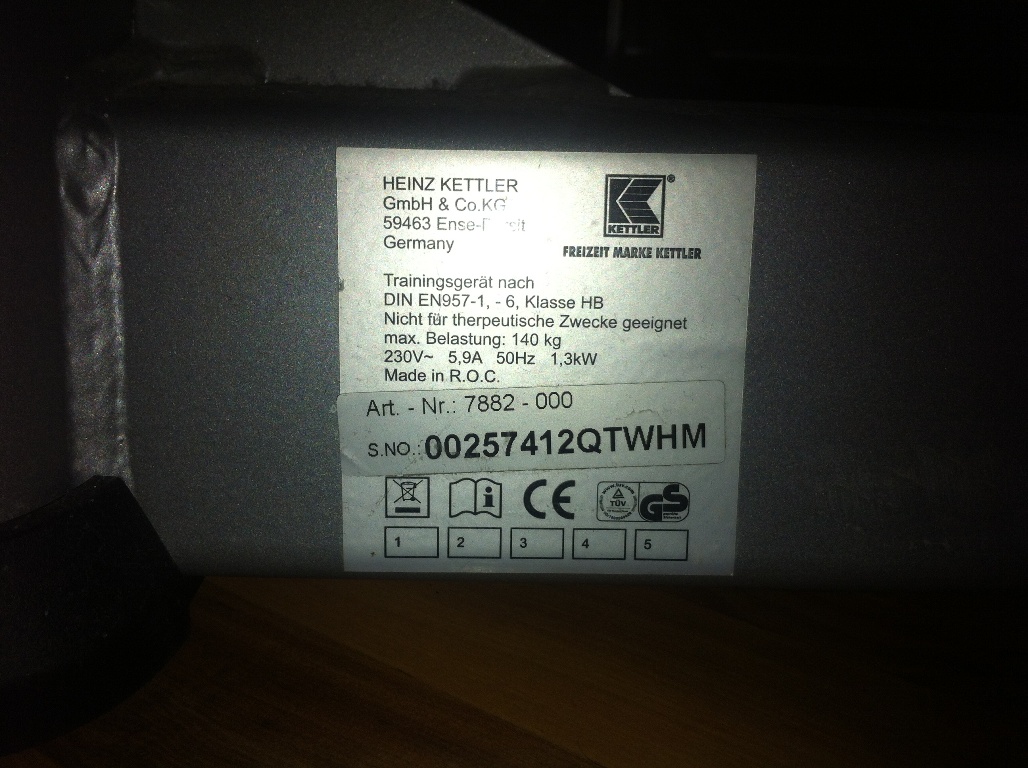 HEINZ KETTLER
GmbH & Co.KG
59463 Ense-
Germany
KETTLER
®
FREIZEIT MARKE KETTLER
Trainingsgerät nach
DIN EN957-1, - 6, Klasse HB
Nicht für therpeutische Zwecke geeignet
max. Belastung: 140 kg
230V~ 5,9A 50Hz 1,3kW
Made in R.O.C.
Art. - Nr.: 7882 - 000
S.NO.: 00257412QTWHM
i CE TÜV GS
1 2 3 4 5